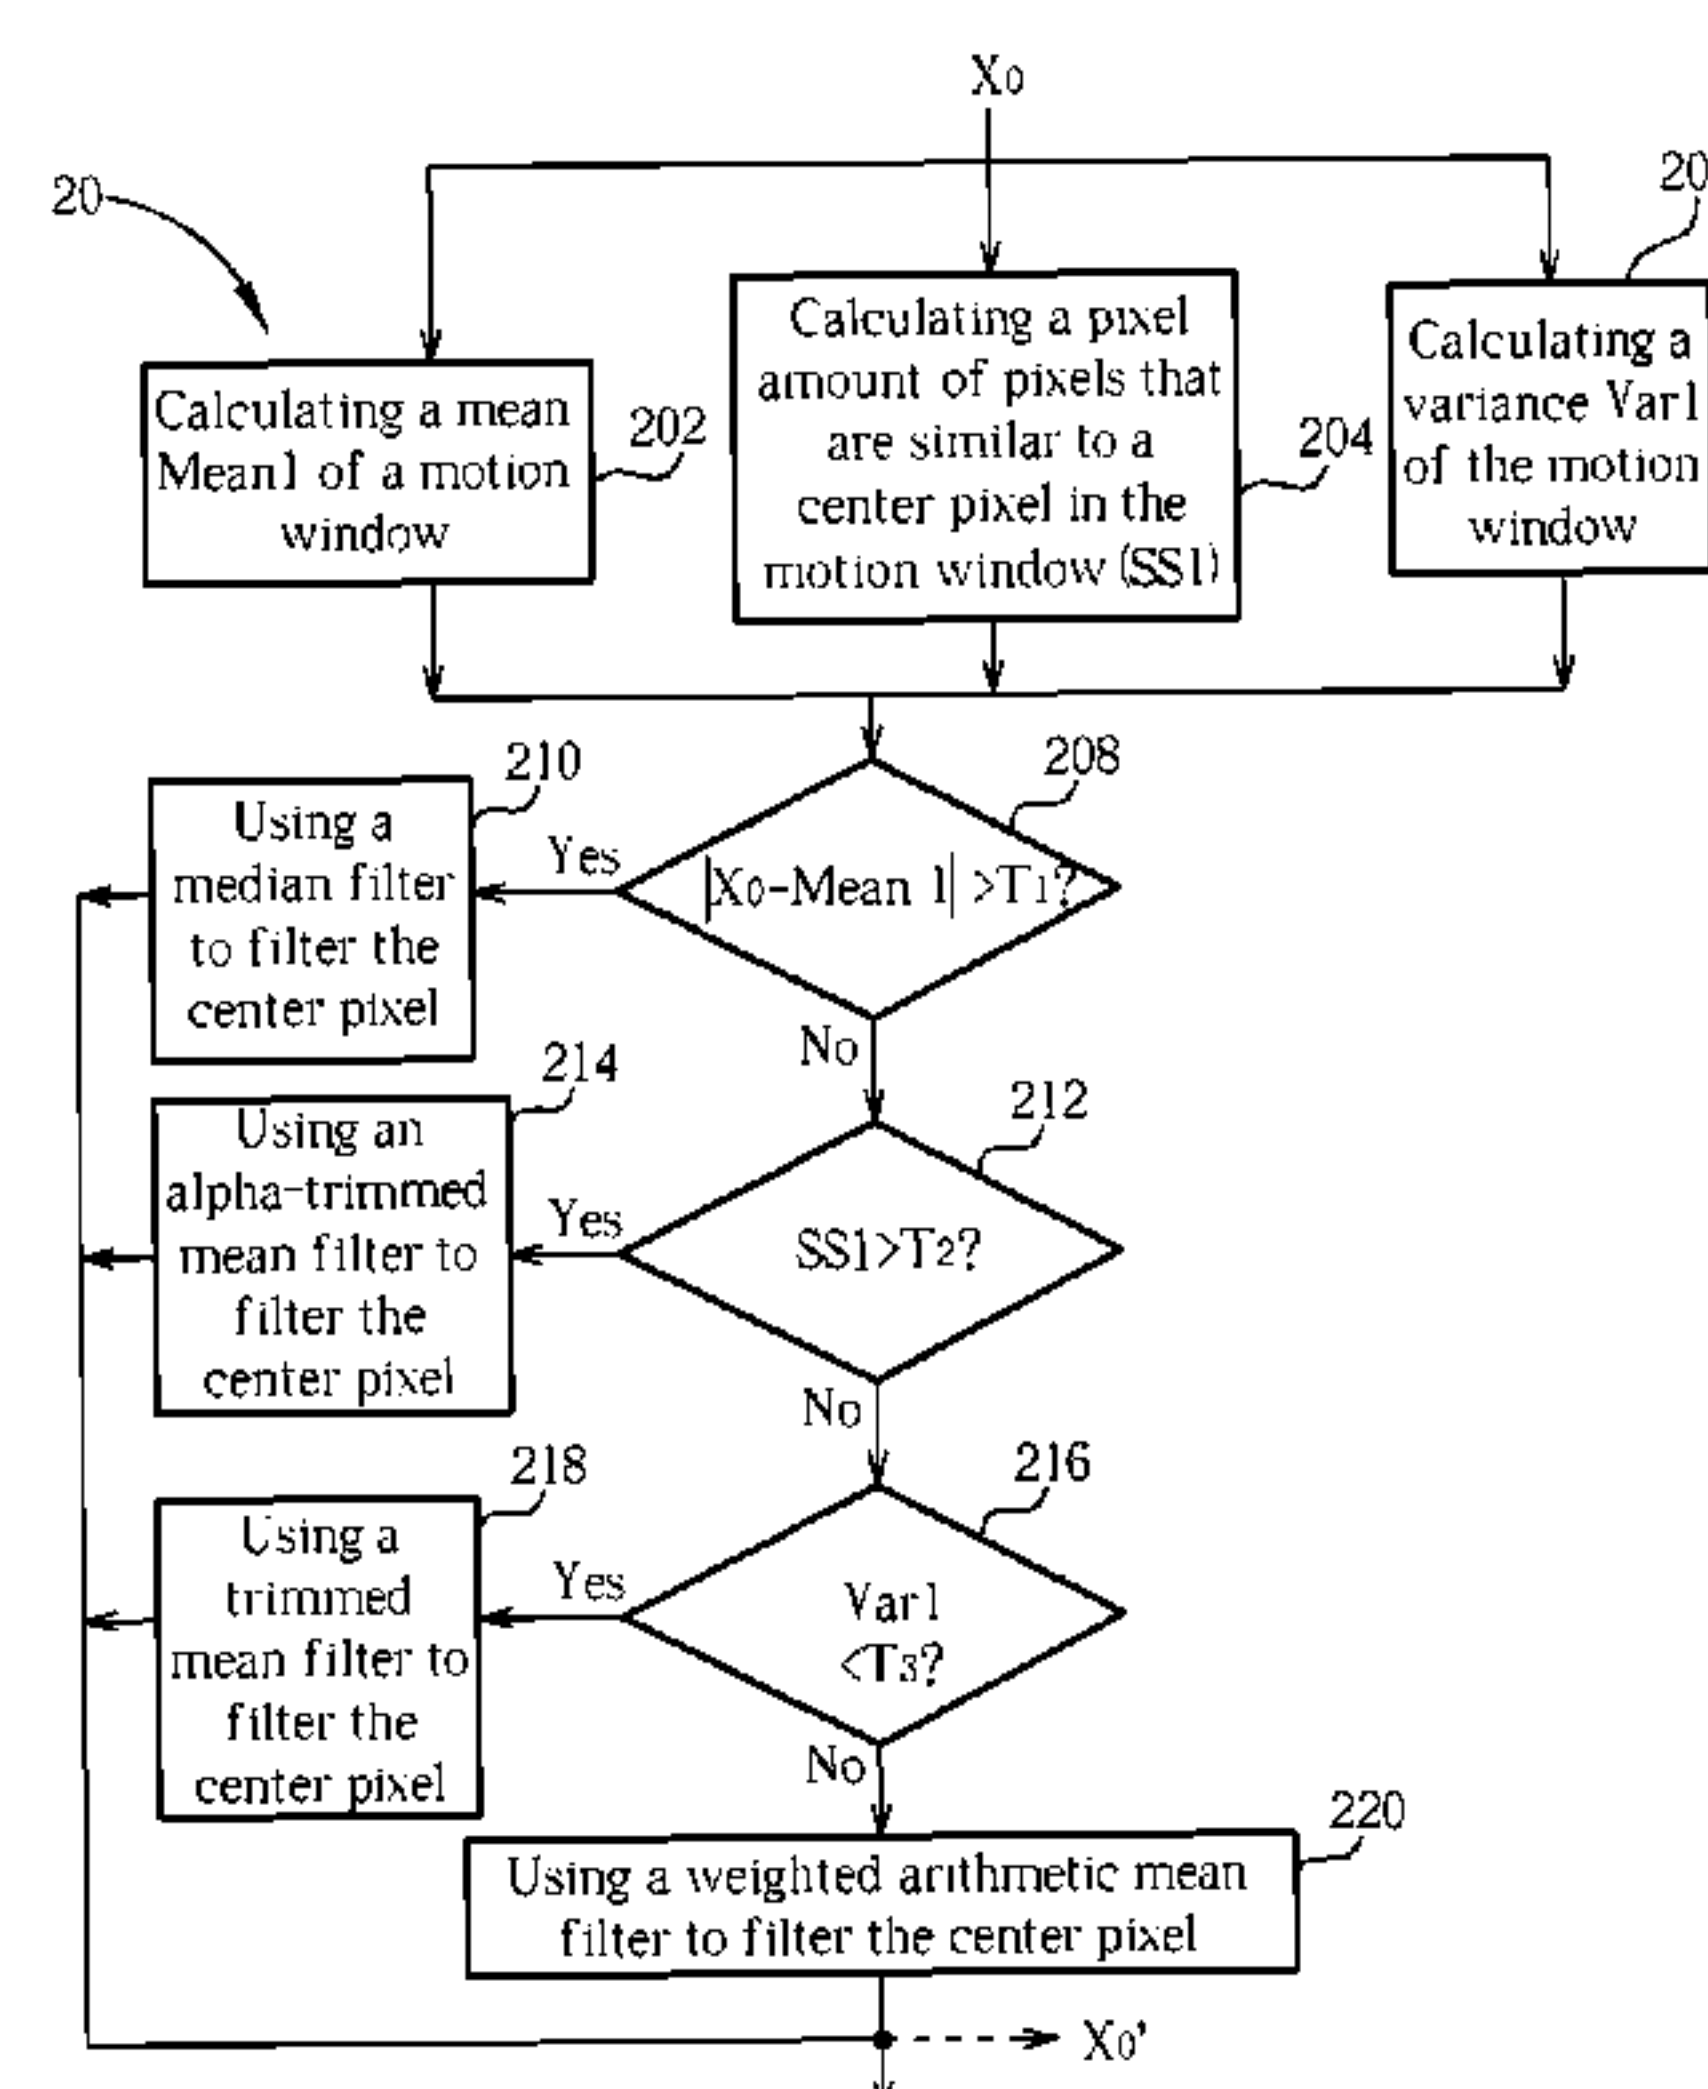 X0
20
20
Calculating a mean
Mean1 of a motion
window
202
Calculating a pixel
amount of pixels that
are similar to a
center pixel in the
motion window (SS1)
204
Calculating a
variance Var1
of the motion
window
208
|X0-Mean 1| >T1?
Yes
No
210
Using a
median filter
to filter the
center pixel
212
SS1>T2?
Yes
No
214
Using an
alpha-trimmed
mean filter to
filter the
center pixel
216
Var1
<T3?
Yes
No
218
Using a
trimmed
mean filter to
filter the
center pixel
220
Using a weighted arithmetic mean
filter to filter the center pixel
X0'